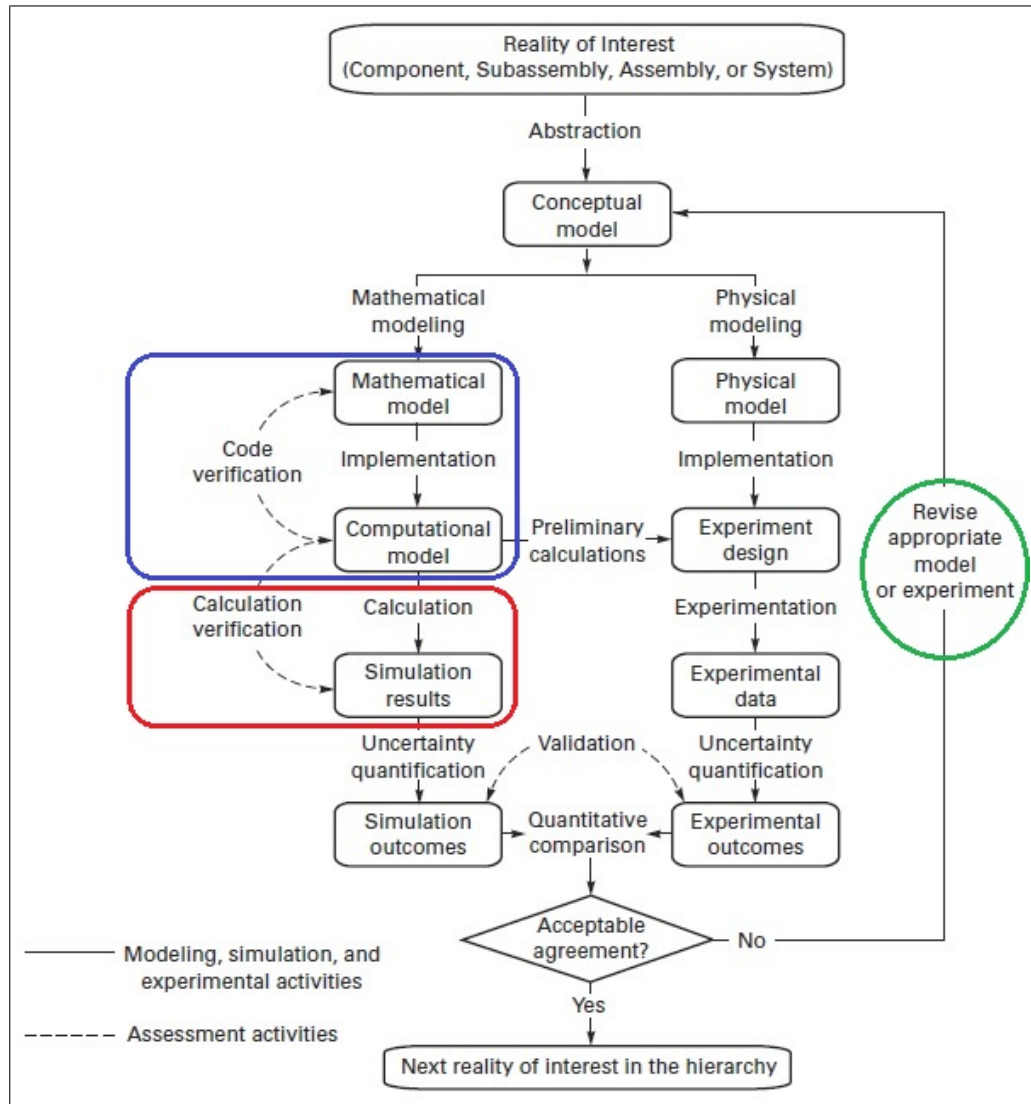 Reality of Interest
(Component, Subassembly, Assembly, or System)
Abstraction
Conceptual
model
Mathematical
modeling
Physical
modeling
Mathematical
model
Physical
model
Code
verification
Implementation
Implementation
Computational
model
Preliminary
calculations
Experiment
design
Revise
appropriate
model
or experiment
Calculation
verification
Calculation
Experimentation
Simulation
results
Experimental
data
Uncertainty
quantification
Validation
Uncertainty
quantification
Simulation
outcomes
Quantitative
comparison
Experimental
outcomes
Acceptable
agreement?
No
Modeling, simulation, and
experimental activities
Yes
Assessment activities
Next reality of interest in the hierarchy